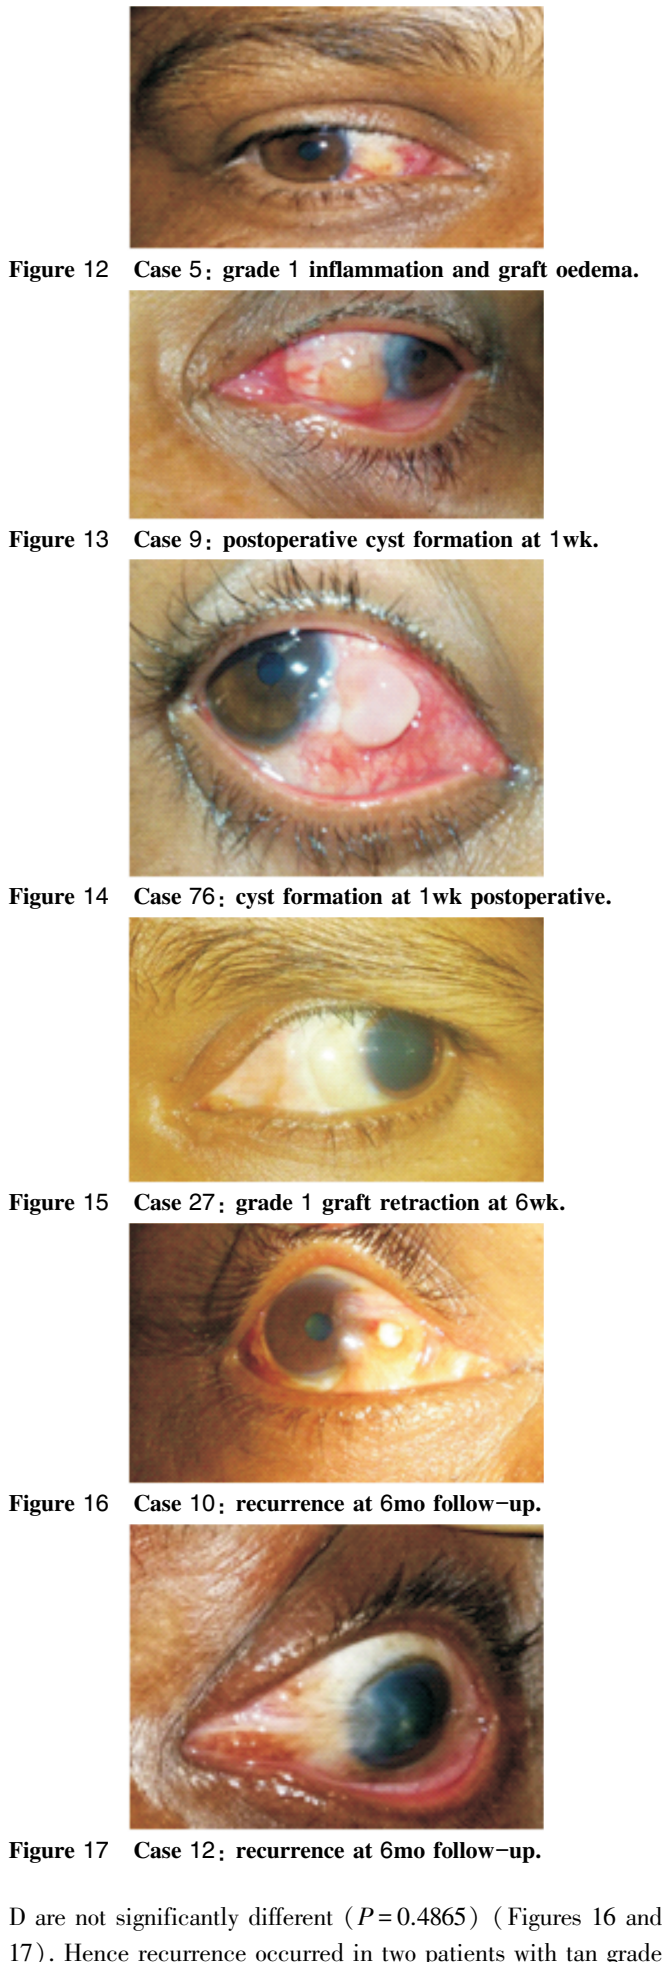 Figure 12 Case 5: grade 1 inflammation and graft oedema.
Figure 13 Case 9: postoperative cyst formation at 1wk.
Figure 14 Case 76: cyst formation at 1wk postoperative.
Figure 15 Case 27: grade 1 graft retraction at 6wk.
Figure 16 Case 10: recurrence at 6mo follow-up.
Figure 17 Case 12: recurrence at 6mo follow-up.
D are not significantly different (P=0.4865) (Figures 16 and
17). Hence recurrence occurred in two patients with tan grade